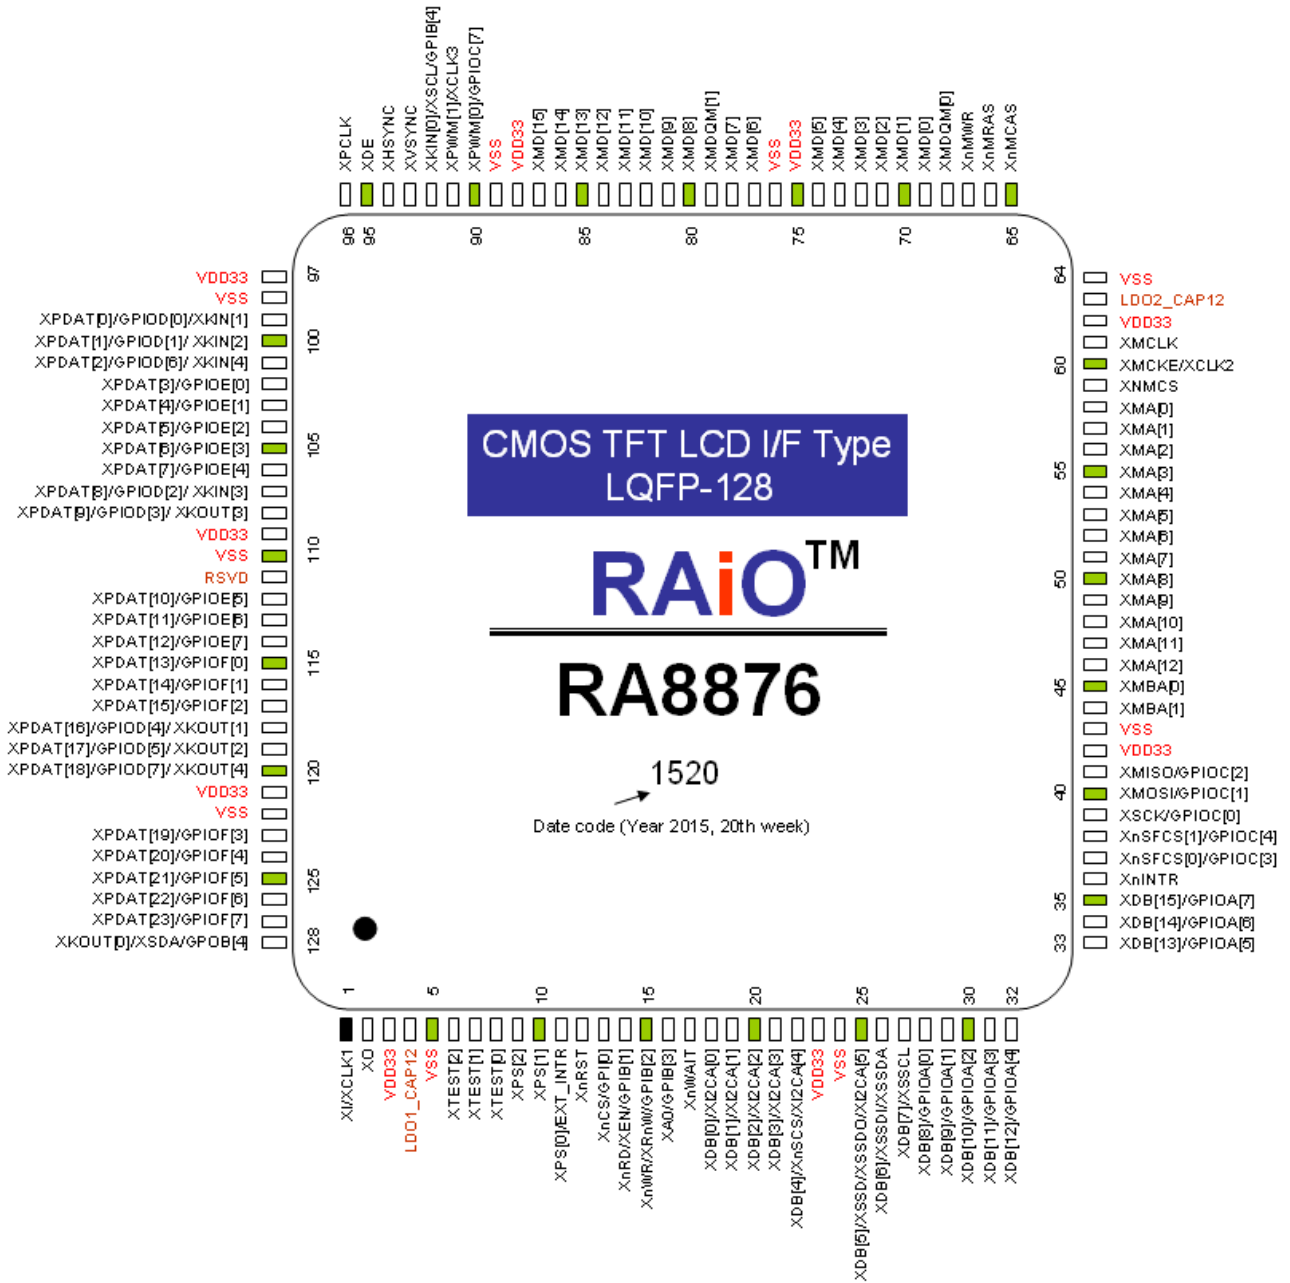 XPCLK
XDE
XHSYNC
XVSYNC
XKIN[0]/XSCL/GPIB[4]
XPWM[1]/XCLK3
XPWM[0]/GPIOC[7]
VSS
VDD33
XMD[15]
XMD[14]
XMD[13]
XMD[12]
XMD[11]
XMD[10]
XMD[9]
XMD[8]
XMDQM[1]
XMD[7]
XMD[6]
VSS
VDD33
XMD[5]
XMD[4]
XMD[3]
XMD[2]
XMD[1]
XMD[0]
XMDQM[0]
XnMWR
XnMRAS
XnMCAS
96
95
90
85
80
75
70
65
VDD33
VSS
XPDAT[0]/GPIOD[0]/XKIN[1]
XPDAT[1]/GPIOD[1]/ XKIN[2]
XPDAT[2]/GPIOD[6]/ XKIN[4]
XPDAT[3]/GPIOE[0]
XPDAT[4]/GPIOE[1]
XPDAT[5]/GPIOE[2]
XPDAT[6]/GPIOE[3]
XPDAT[7]/GPIOE[4]
XPDAT[8]/GPIOD[2]/ XKIN[3]
XPDAT[9]/GPIOD[3]/ XKOUT[3]
VDD33
VSS
RSVD
XPDAT[10]/GPIOE[5]
XPDAT[11]/GPIOE[6]
XPDAT[12]/GPIOE[7]
XPDAT[13]/GPIOF[0]
XPDAT[14]/GPIOF[1]
XPDAT[15]/GPIOF[2]
XPDAT[16]/GPIOD[4]/ XKOUT[1]
XPDAT[17]/GPIOD[5]/ XKOUT[2]
XPDAT[18]/GPIOD[7]/ XKOUT[4]
VDD33
VSS
XPDAT[19]/GPIOF[3]
XPDAT[20]/GPIOF[4]
XPDAT[21]/GPIOF[5]
XPDAT[22]/GPIOF[6]
XPDAT[23]/GPIOF[7]
XKOUT[0]/XSDA/GPOB[4]
97
100
105
110
115
120
125
128
CMOS TFT LCD I/F Type
LQFP-128
RAiO™
RA8876
1520
Date code (Year 2015, 20th week)
64
60
55
50
45
40
35
33
VSS
LDO2_CAP12
VDD33
XMCLK
XMCKE/XCLK2
XNMCS
XMA[0]
XMA[1]
XMA[2]
XMA[3]
XMA[4]
XMA[5]
XMA[6]
XMA[7]
XMA[8]
XMA[9]
XMA[10]
XMA[11]
XMA[12]
XMBA[0]
XMBA[1]
VSS
VDD33
XMISO/GPIOC[2]
XMOSI/GPIOC[1]
XSCK/GPIOC[0]
XnSFCS[1]/GPIOC[4]
XnSFCS[0]/GPIOC[3]
XnINTR
XDB[15]/GPIOA[7]
XDB[14]/GPIOA[6]
XDB[13]/GPIOA[5]
1
5
10
15
20
25
30
32
XI/XCLK1
XO
VDD33
LDO1_CAP12
VSS
XTEST[2]
XTEST[1]
XTEST[0]
XPS[2]
XPS[1]
XPS[0]/EXT_INTR
XnRST
XnCS/GPI[0]
XnRD/XEN/GPIB[1]
XnWR/XRnW/GPIB[2]
XA0/GPIB[3]
XnWAIT
XDB[0]/XI2CA[0]
XDB[1]/XI2CA[1]
XDB[2]/XI2CA[2]
XDB[3]/XI2CA[3]
XDB[4]/XnSCS/XI2CA[4]
VDD33
VSS
XDB[5]/XSSD/XSSDO/XI2CA[5]
XDB[6]/XSSDI/XSSDA
XDB[7]/XSSCL
XDB[8]/GPIOA[0]
XDB[9]/GPIOA[1]
XDB[10]/GPIOA[2]
XDB[11]/GPIOA[3]
XDB[12]/GPIOA[4]